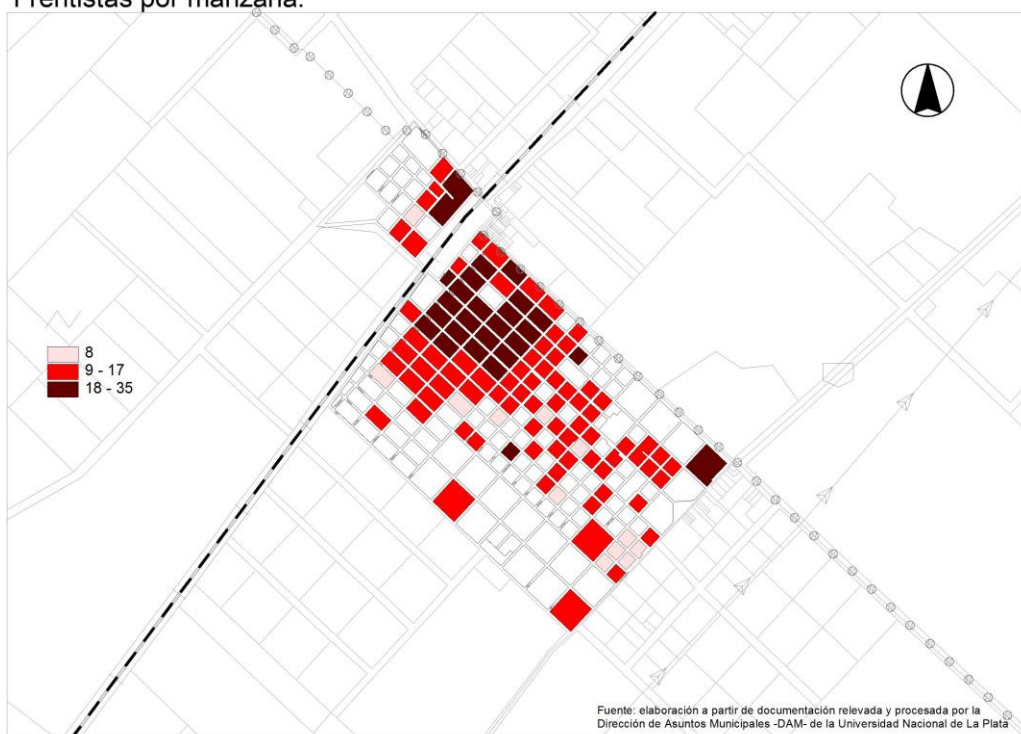 Frentistas por manzana.
8
9 - 17
18 - 35
Fuente: elaboración a partir de documentación relevada y procesada por la
Dirección de Asuntos Municipales -DAM- de la Universidad Nacional de La Plata